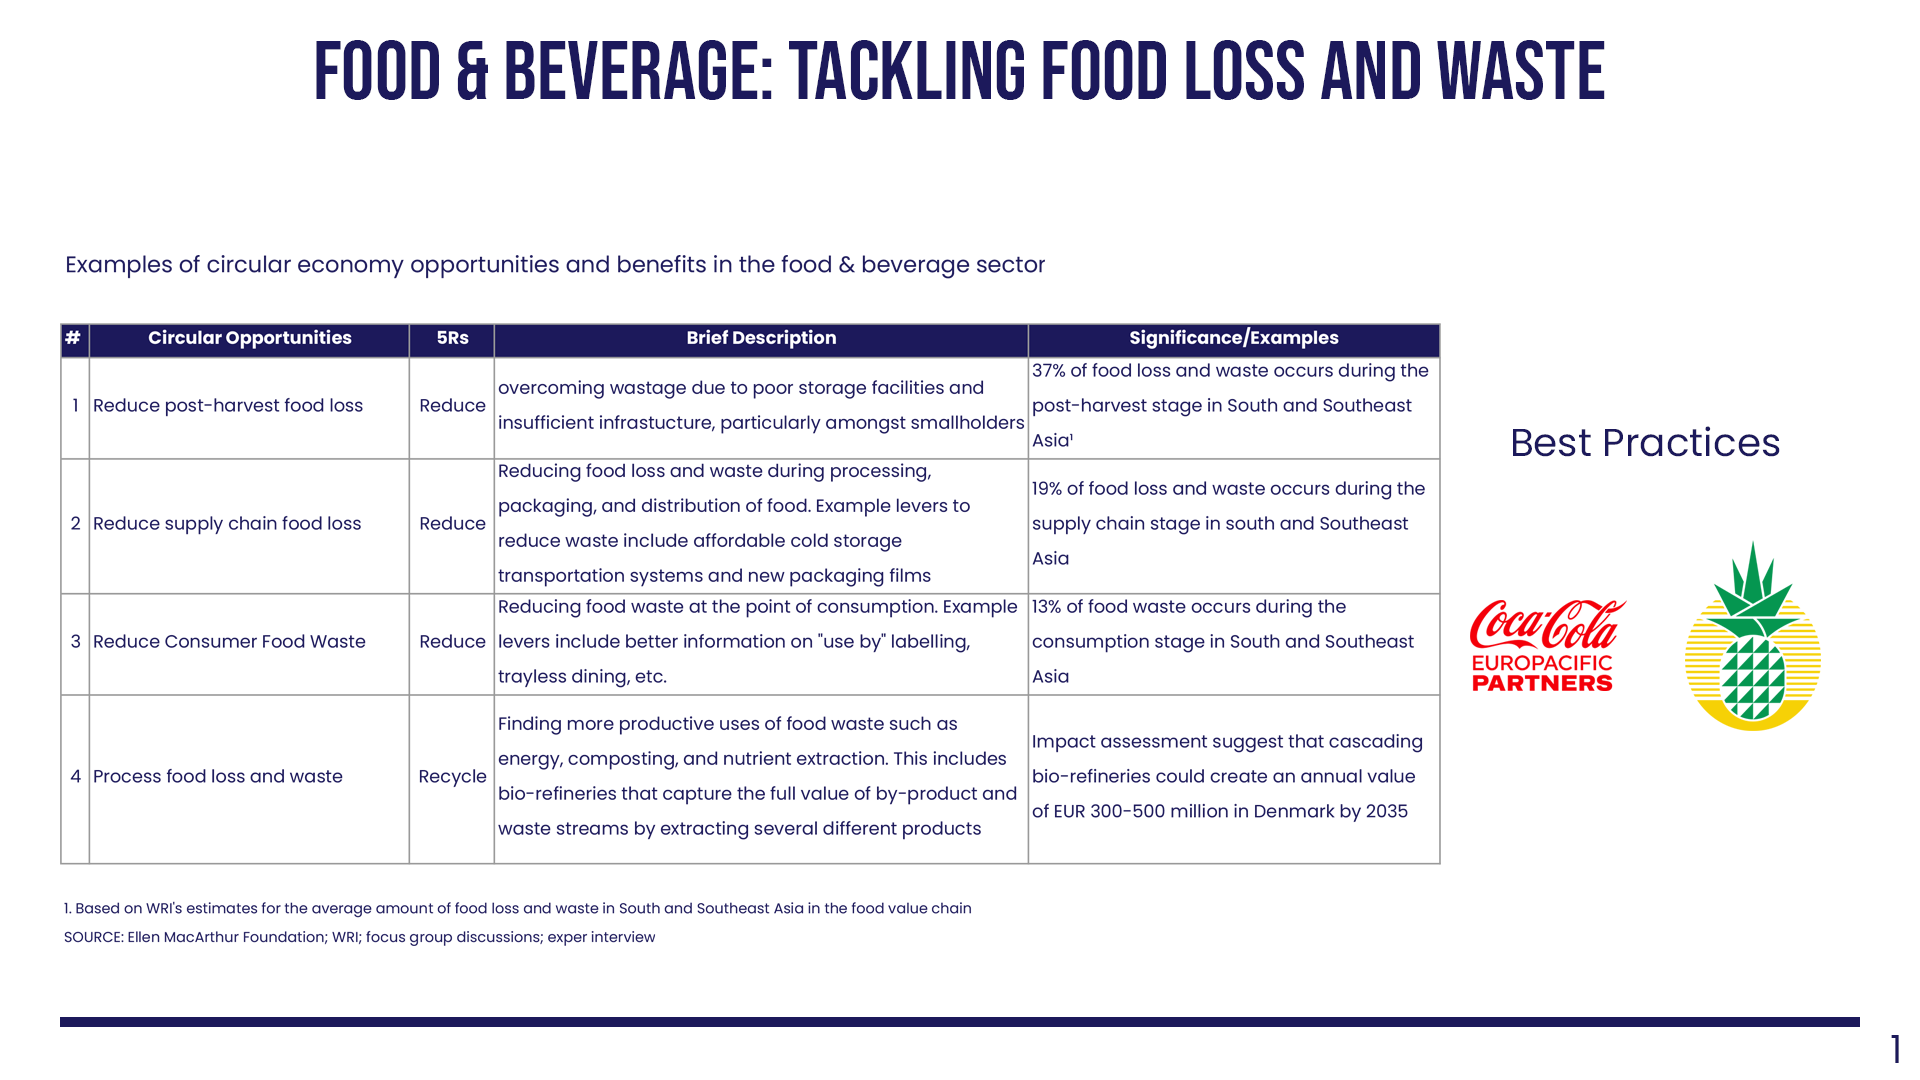 FOOD & BEVERAGE: TACKLING FOOD LOSS AND WASTE
Examples of circular economy opportunities and benefits in the food & beverage sector
# Circular Opportunities 5Rs Brief Description Significance/Examples
1 Reduce post-harvest food loss Reduce
overcoming wastage due to poor storage facilities and
insufficient infrastucture, particularly amongst smallholders
37% of food loss and waste occurs during the
post-harvest stage in South and Southeast
Asia¹
2 Reduce supply chain food loss Reduce
Reducing food loss and waste during processing,
packaging, and distribution of food. Example levers to
reduce waste include affordable cold storage
transportation systems and new packaging films
19% of food loss and waste occurs during the
supply chain stage in south and Southeast
Asia
3 Reduce Consumer Food Waste Reduce
Reducing food waste at the point of consumption. Example
levers include better information on "use by" labelling,
trayless dining, etc.
13% of food waste occurs during the
consumption stage in South and Southeast
Asia
4 Process food loss and waste Recycle
Finding more productive uses of food waste such as
energy, composting, and nutrient extraction. This includes
bio-refineries that capture the full value of by-product and
waste streams by extracting several different products
Impact assessment suggest that cascading
bio-refineries could create an annual value
of EUR 300-500 million in Denmark by 2035
Best Practices
Coca-Cola
EUROPACIFIC
PARTNERS
1. Based on WRI's estimates for the average amount of food loss and waste in South and Southeast Asia in the food value chain
SOURCE: Ellen MacArthur Foundation; WRI; focus group discussions; exper interview
1